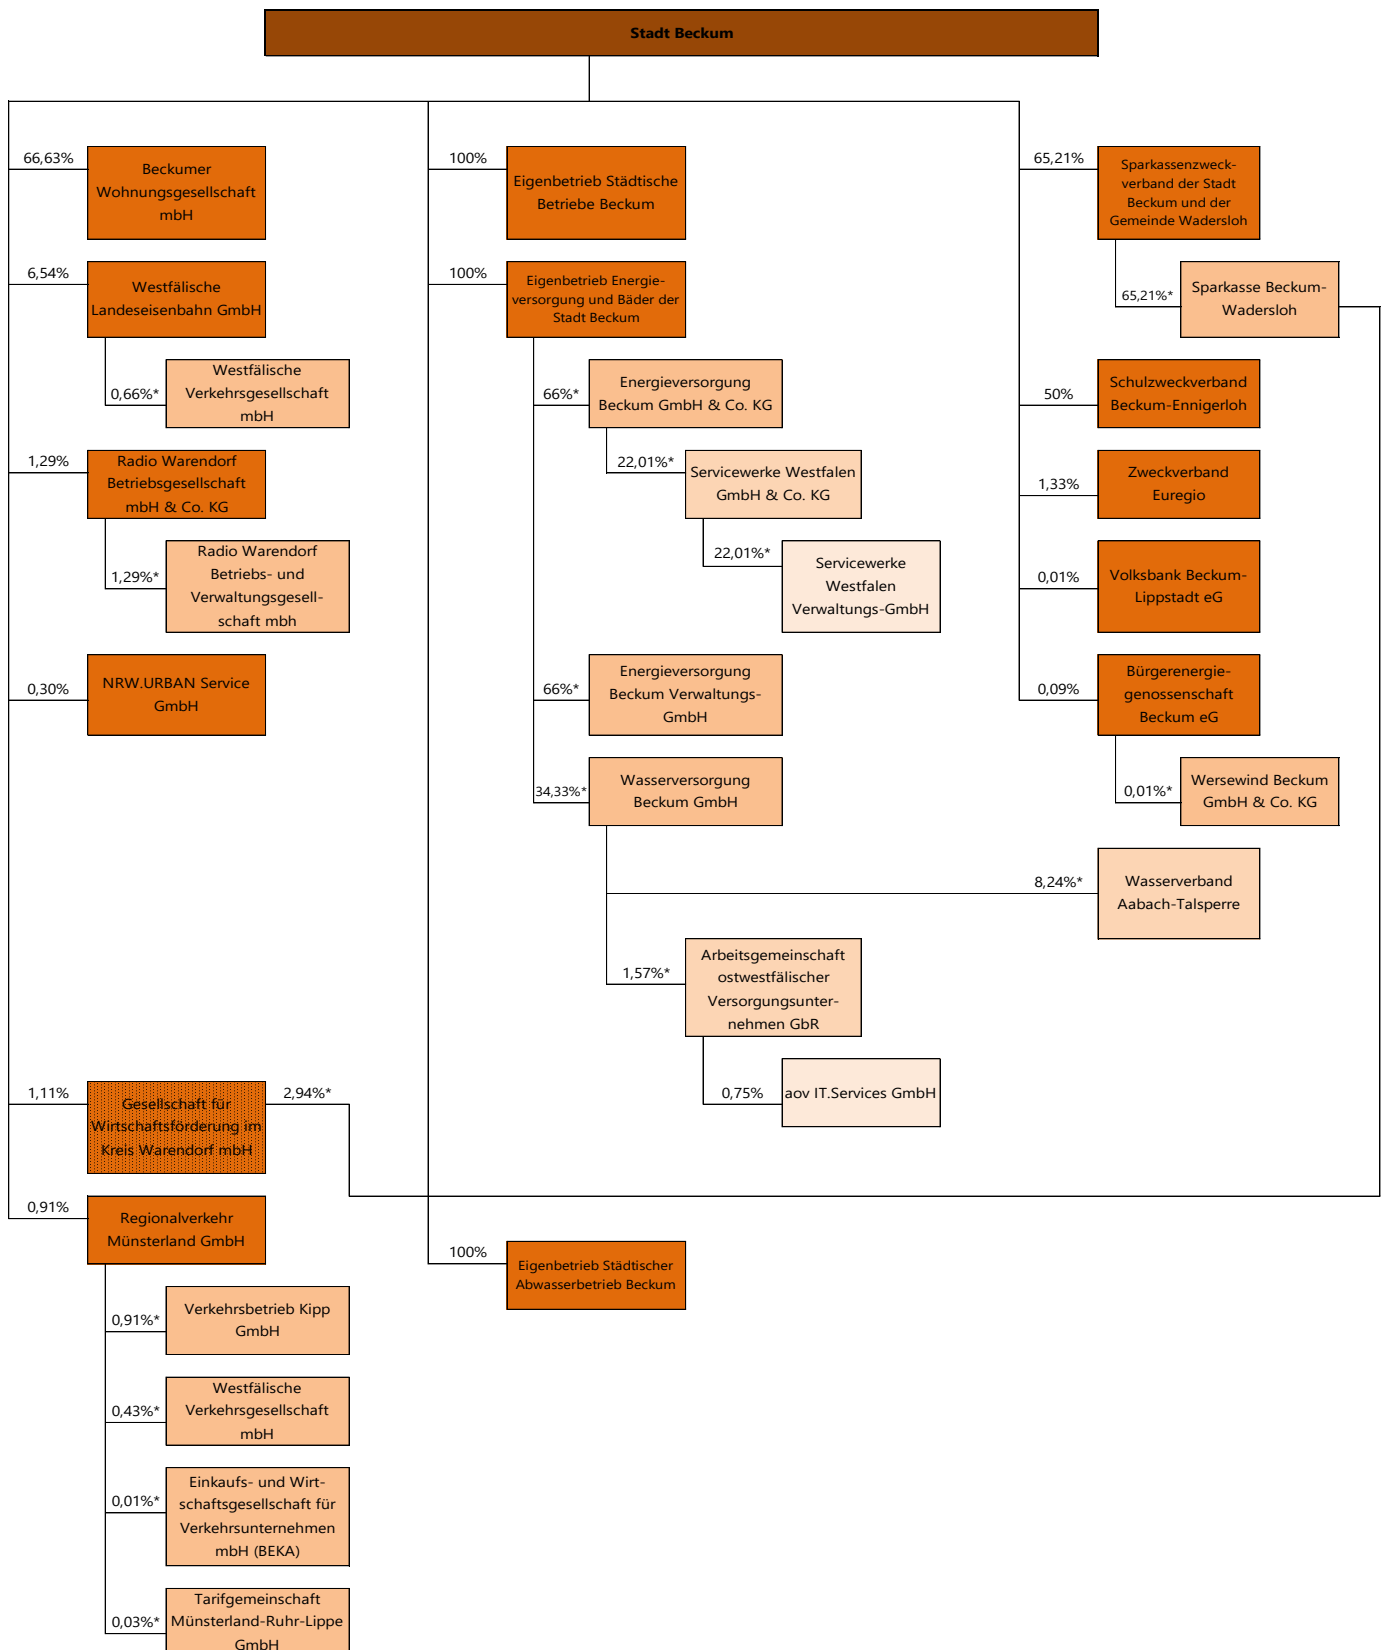 Stadt Beckum
66,63%
Beckumer
Wohnungsgesellschaft
mbH
6,54%
Westfälische
Landeseisenbahn GmbH
0,66%*
Westfälische
Verkehrsgesellschaft
mbH
1,29%
Radio Warendorf
Betriebsgesellschaft
mbH & Co. KG
1,29%*
Radio Warendorf
Betriebs- und
Verwaltungsgesell-
schaft mbh
0,30%
NRW.URBAN Service
GmbH
1,11%
Gesellschaft für
Wirtschaftsförderung im
Kreis Warendorf mbH
2,94%*
0,91%
Regionalverkehr
Münsterland GmbH
0,91%*
Verkehrsbetrieb Kipp
GmbH
0,43%*
Westfälische
Verkehrsgesellschaft
mbH
0,01%*
Einkaufs- und Wirt-
schaftsgesellschaft für
Verkehrsunternehmen
mbH (BEKA)
0,03%*
Tarifgemeinschaft
Münsterland-Ruhr-Lippe
GmbH
100%
Eigenbetrieb Städtische
Betriebe Beckum
100%
Eigenbetrieb Energie-
versorgung und Bäder der
Stadt Beckum
66%*
Energieversorgung
Beckum GmbH & Co. KG
22,01%*
Servicewerke Westfalen
GmbH & Co. KG
22,01%*
Servicewerke
Westfalen
Verwaltungs-GmbH
66%*
Energieversorgung
Beckum Verwaltungs-
GmbH
34,33%*
Wasserversorgung
Beckum GmbH
8,24%*
Wasserverband
Aabach-Talsperre
1,57%*
Arbeitsgemeinschaft
ostwestfälischer
Versorgungsunter-
nehmen GbR
0,75%
aov IT.Services GmbH
100%
Eigenbetrieb Städtischer
Abwasserbetrieb Beckum
65,21%
Sparkassenzweck-
verband der Stadt
Beckum und der
Gemeinde Wadersloh
65,21%*
Sparkasse Beckum-
Wadersloh
50%
Schulzweckverband
Beckum-Ennigerloh
1,33%
Zweckverband
Euregio
0,01%
Volksbank Beckum-
Lippstadt eG
0,09%
Bürgerenergie-
genossenschaft
Beckum eG
0,01%*
Wersewind Beckum
GmbH & Co. KG